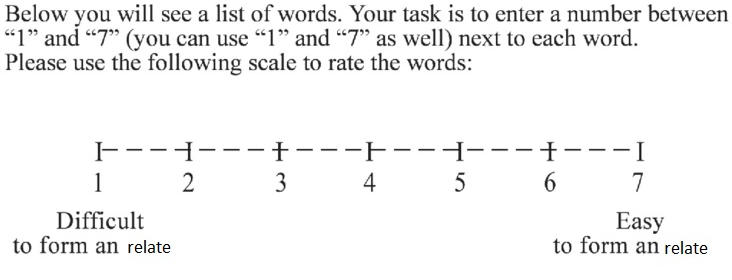 Below you will see a list of words. Your task is to enter a number between
“1” and “7” (you can use “1” and “7” as well) next to each word.
Please use the following scale to rate the words:
1 2 3 4 5 6 7
Difficult Easy
to form an relate to form an relate